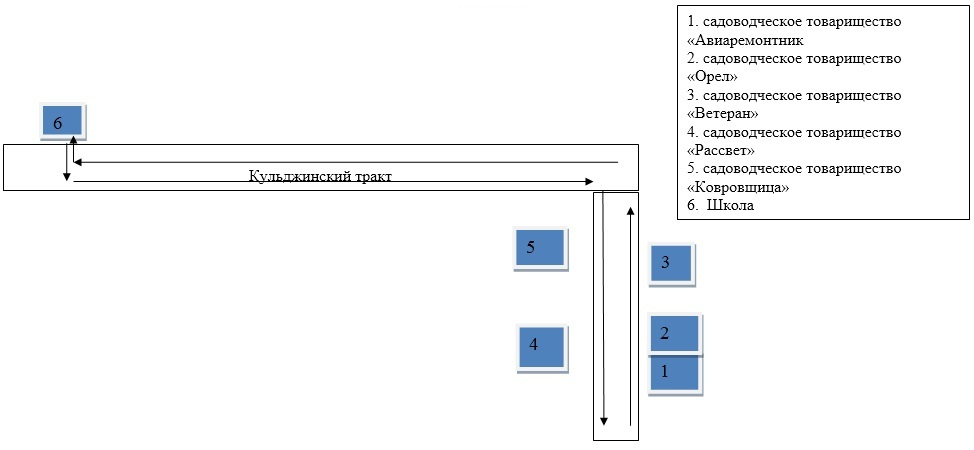 1. садоводческое товарищество
«Авиаремонтник
2. садоводческое товарищество
«Орел»
3. садоводческое товарищество
«Ветеран»
4. садоводческое товарищество
«Рассвет»
5. садоводческое товарищество
«Ковровщица»
6. Школа
6
Кульджинский тракт
5
3
4
2
1